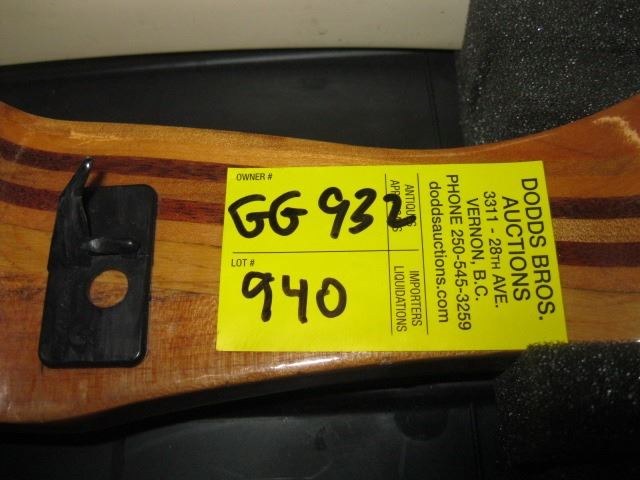 OWNER #
GG 932
LOT #
940
ANTIQUES
APPRAISALS
IMPORTERS
LIQUIDATIONS
DODDS BROS.
AUCTIONS
3311 - 28TH AVE.
VERNON, B.C.
PHONE 250-545-3259
doddsauctions.com